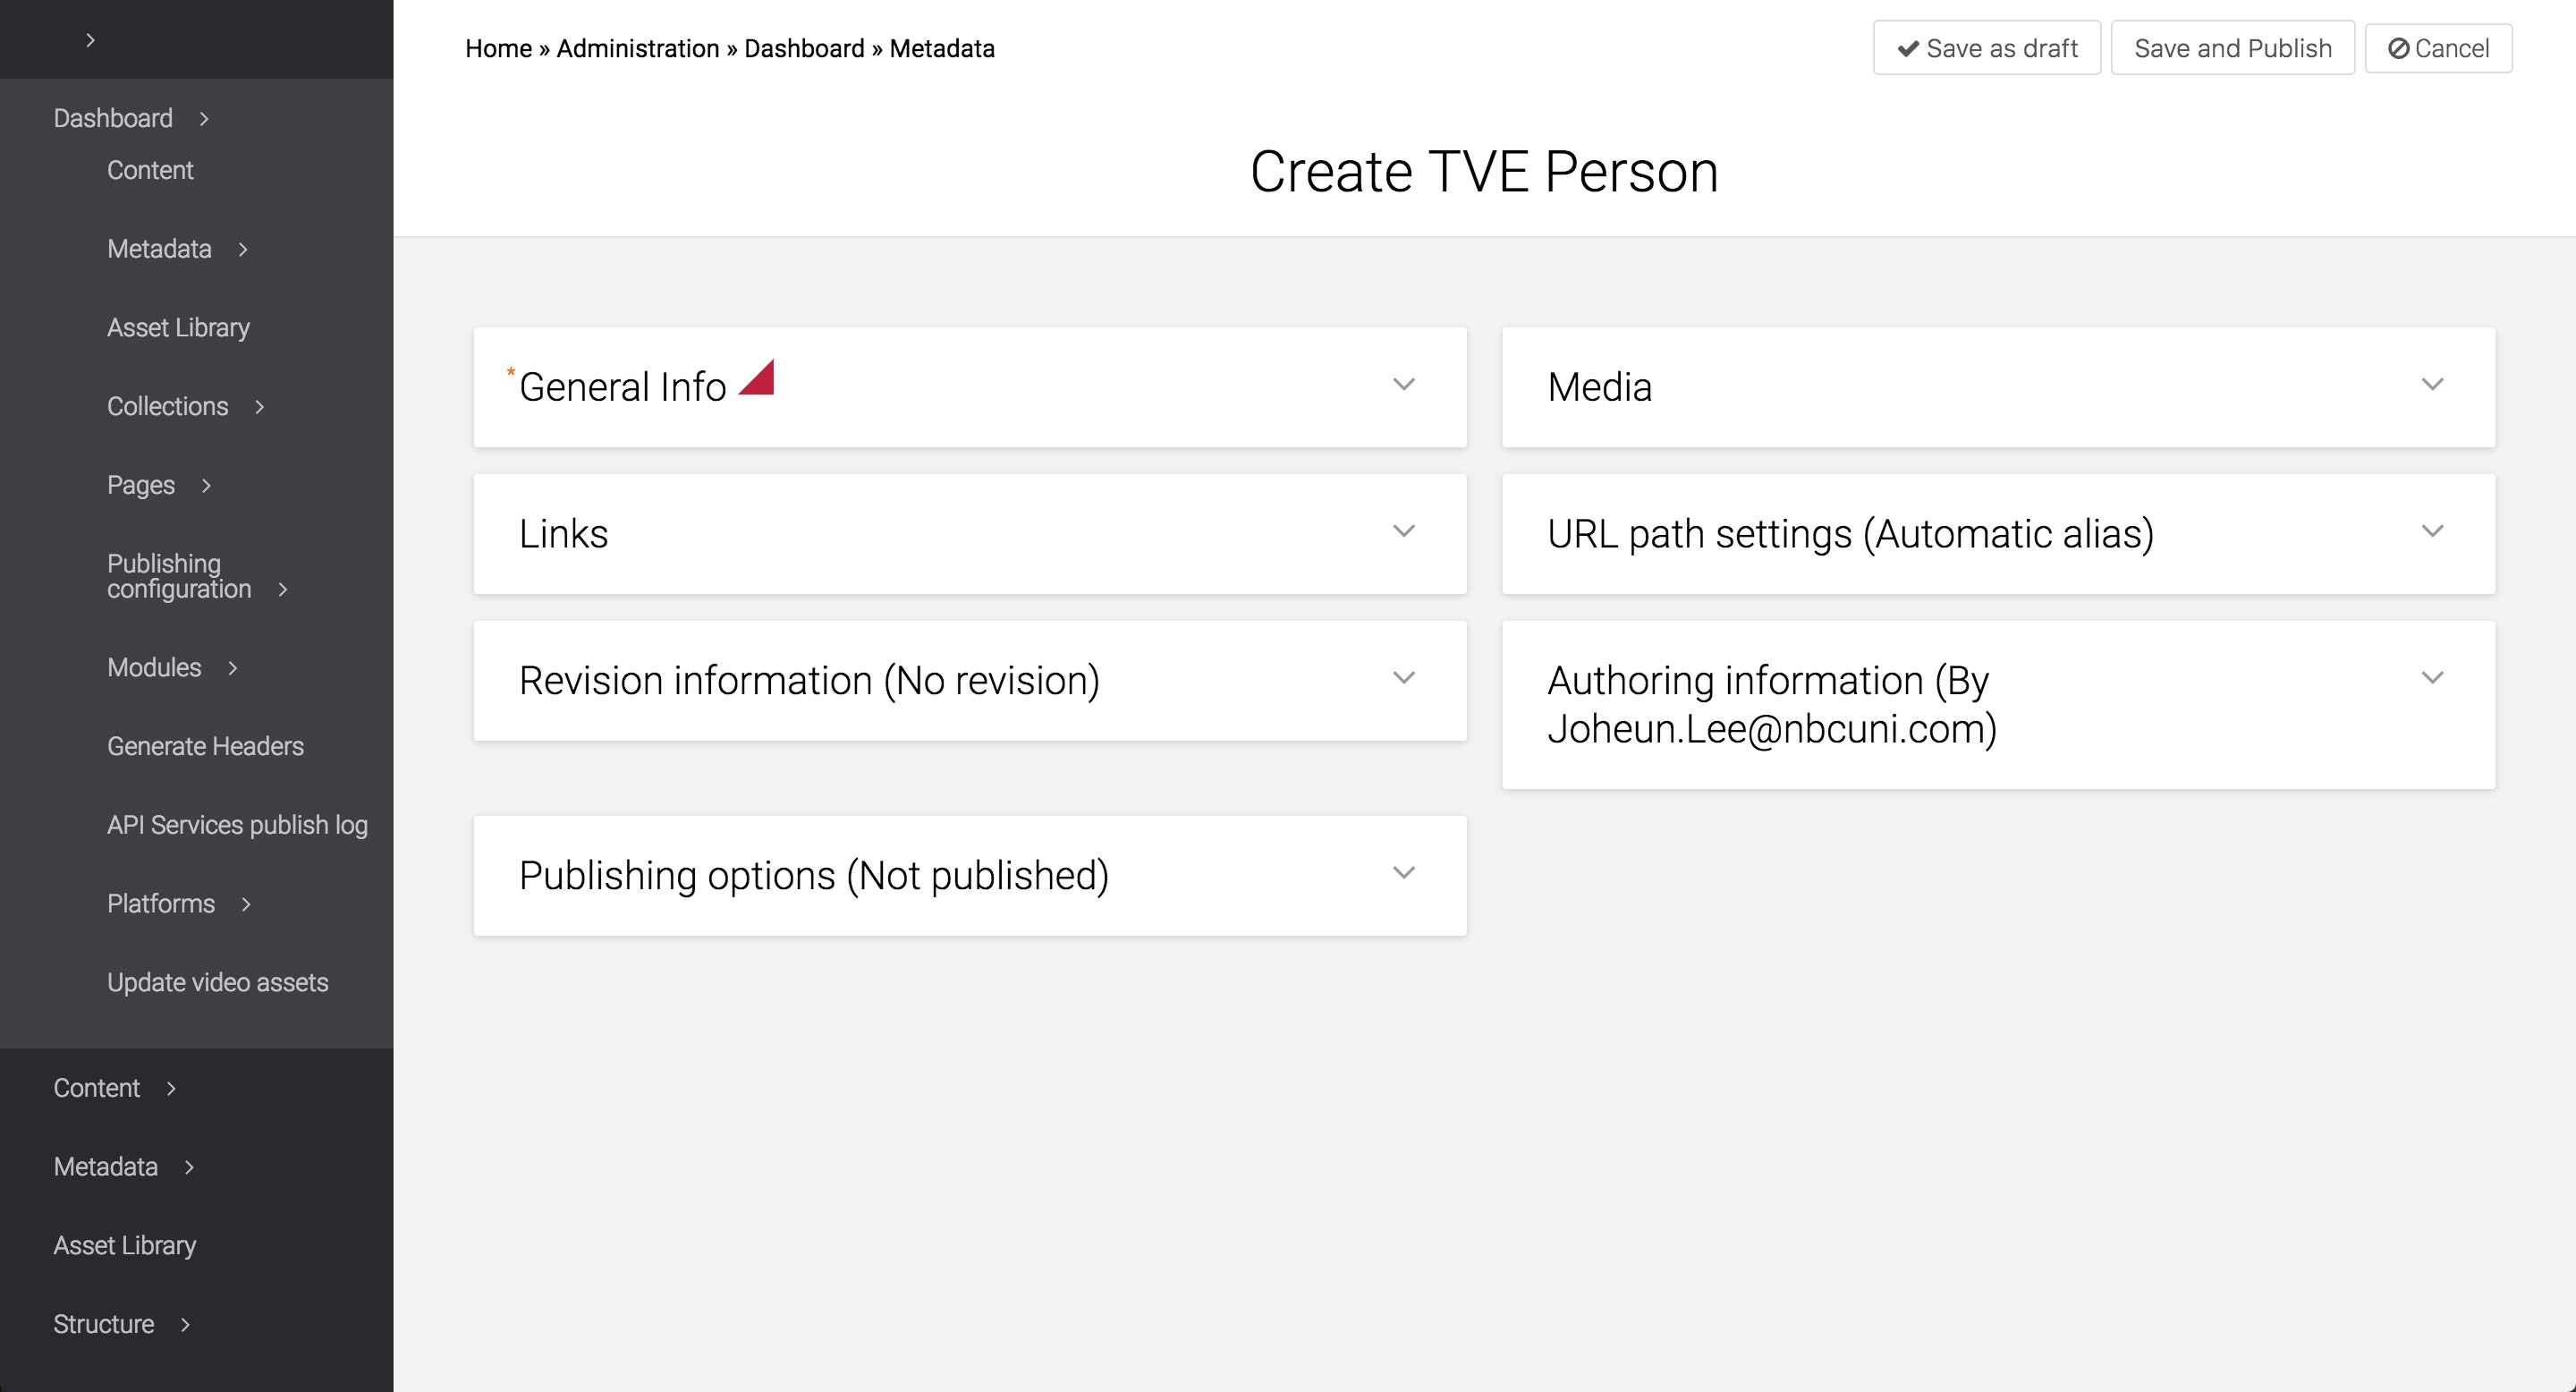 Home » Administration » Dashboard » Metadata
Save as draft
Save and Publish
Cancel
Create TVE Person
Dashboard
Content
Metadata
Asset Library
Collections
Pages
Publishing
configuration
Modules
Generate Headers
API Services publish log
Platforms
Update video assets
Content
Metadata
Asset Library
Structure
*General Info
Media
Links
URL path settings (Automatic alias)
Revision information (No revision)
Authoring information (By
Joheun.Lee@nbcuni.com)
Publishing options (Not published)